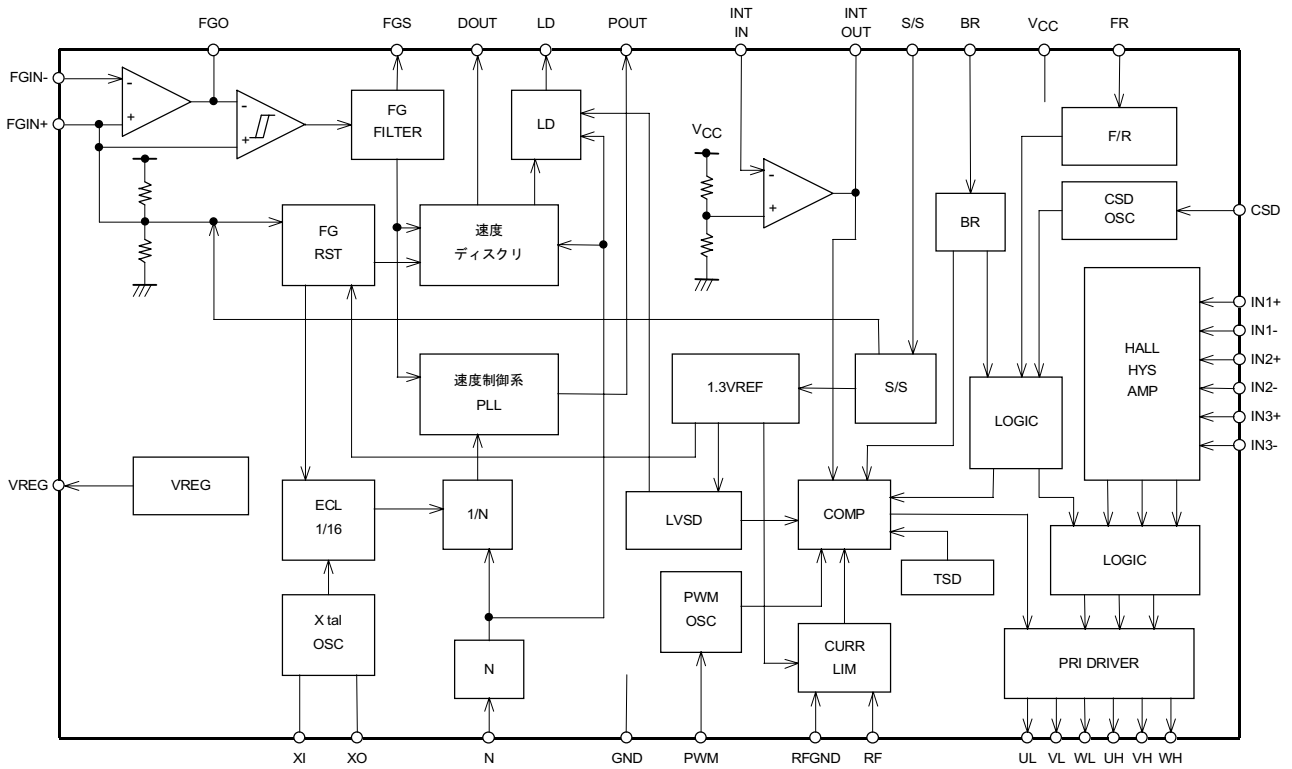 FGO
FGS
DOUT
LD
POUT
INT
IN
INT
OUT
S/S
BR
VCC
FR
FGIN-
FGIN+
-
+
-
+
FG
FILTER
LD
VCC
-
+
F/R
CSD
OSC
CSD
BR
FG
RST
速度
ディスクリ
HALL
HYS
AMP
IN1+
IN1-
IN2+
IN2-
IN3+
IN3-
速度制御系
PLL
1.3VREF
S/S
LOGIC
VREG
VREG
ECL
1/16
1/N
LVSD
COMP
TSD
LOGIC
X tal
OSC
N
PWM
OSC
CURR
LIM
PRI DRIVER
XI
XO
N
GND
PWM
RFGND
RF
UL
VL
WL
UH
VH
WH